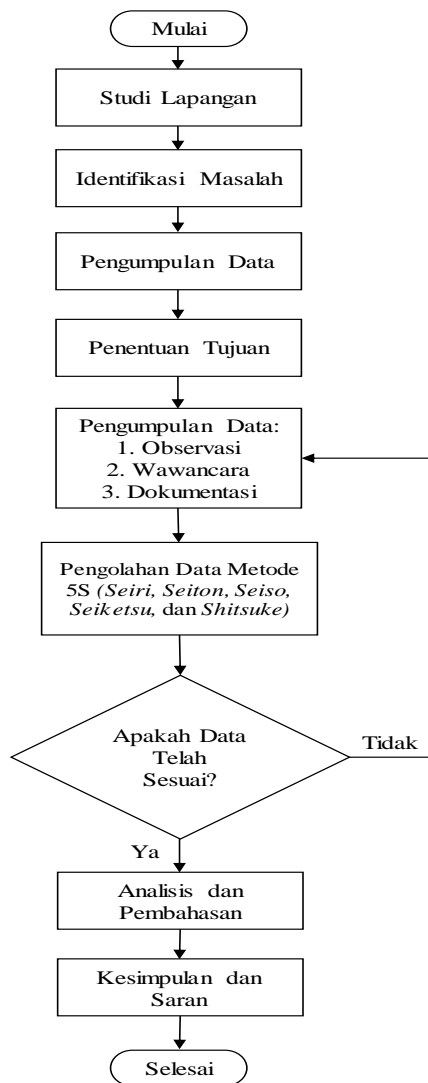 Mulai
Studi Lapangan
Identifikasi Masalah
Pengumpulan Data
Penentuan Tujuan
Pengumpulan Data:
1. Observasi
2. Wawancara
3. Dokumentasi
Pengolahan Data Metode
5S (Seiri, Seiton, Seiso,
Seiketsu, dan Shitsuke)
Apakah Data
Telah
Sesuai?
Tidak
Ya
Analisis dan
Pembahasan
Kesimpulan dan
Saran
Selesai